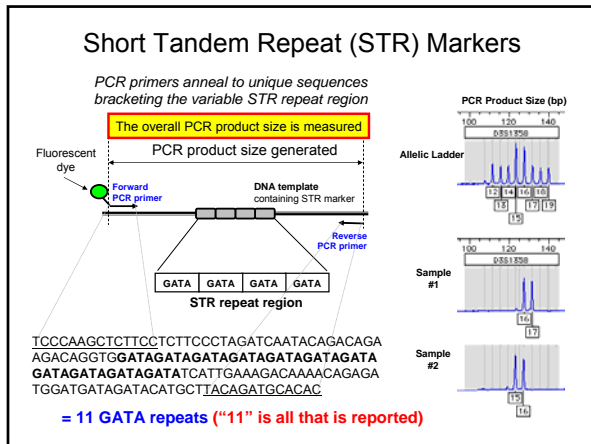 Short Tandem Repeat (STR) Markers
PCR primers anneal to unique sequences
bracketing the variable STR repeat region
The overall PCR product size is measured
PCR product size generated
Fluorescent
dye
Forward
PCR primer
DNA template
containing STR marker
Reverse
PCR primer
GATA GATA GATA GATA
STR repeat region
TCCCAAGCTCTTCCTCTTCCCTAGATCAATACAGACAGA
AGACAGGTGGATAGATAGATAGATAGATAGATAGATA
GATAGATAGATAGATATCATTGAAAGACAAAACAGAGA
TGGATGATAGATACATGCTTACAGATGCACAC
= 11 GATA repeats (“11” is all that is reported)
PCR Product Size (bp)
100 120 140
D3S1358
Allelic Ladder
12 14 16 18
13 17 19
15
100 120 140
D3S1358
Sample
#1
16
17
100 120 140
D3S1358
Sample
#2
15
16